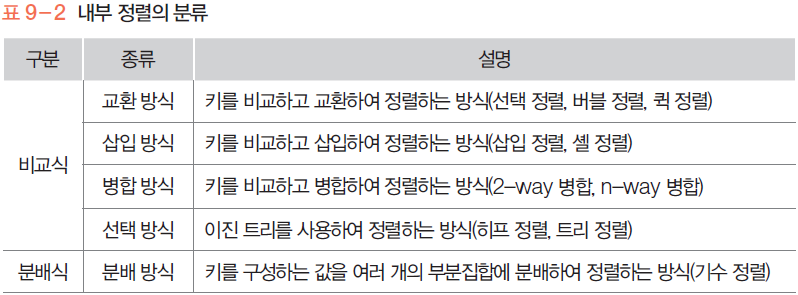 표 9-2 내부 정렬의 분류
구분 종류 설명
교환 방식 키를 비교하고 교환하여 정렬하는 방식(선택 정렬, 버블 정렬, 퀵 정렬)
삽입 방식 키를 비교하고 삽입하여 정렬하는 방식(삽입 정렬, 셸 정렬)
비교식
병합 방식 키를 비교하고 병합하여 정렬하는 방식(2-way 병합, n-way 병합)
선택 방식 이진 트리를 사용하여 정렬하는 방식(히프 정렬, 트리 정렬)
분배식 분배 방식 키를 구성하는 값을 여러 개의 부분집합에 분배하여 정렬하는 방식(기수 정렬)